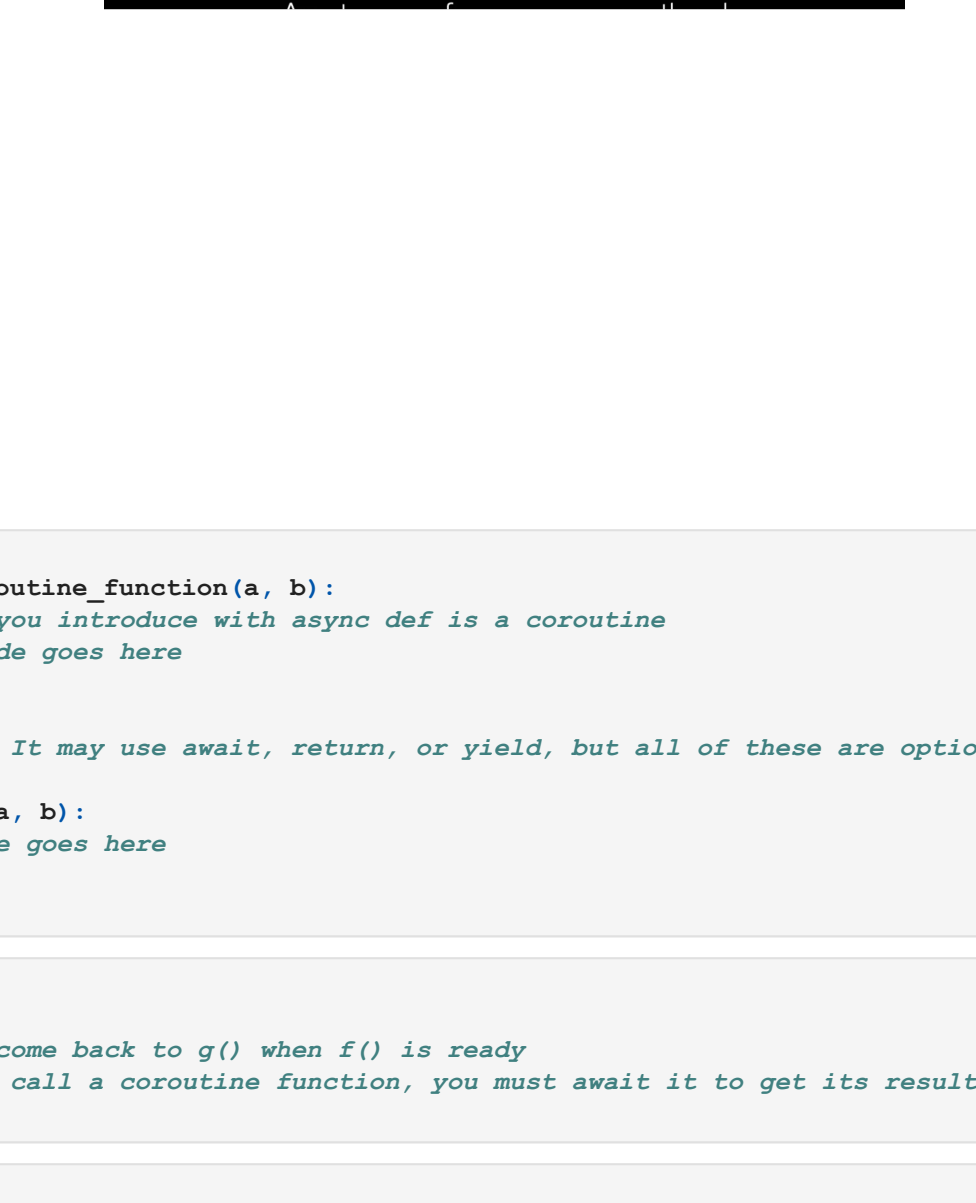 outine_function(a, b):
you introduce with async def is a coroutine
de goes here
It may use await, return, or yield, but all of these are optio
a, b):
e goes here
come back to g() when f() is ready
call a coroutine function, you must await it to get its result